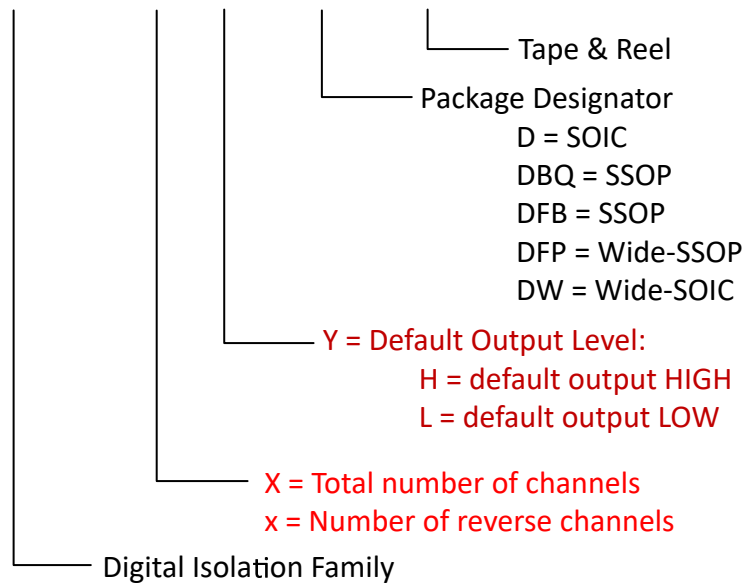 Tape & Reel
Package Designator
D = SOIC
DBQ = SSOP
DFB = SSOP
DFP = Wide-SSOP
DW = Wide-SOIC
Y = Default Output Level:
H = default output HIGH
L = default output LOW
X = Total number of channels
x = Number of reverse channels
Digital Isolation Family